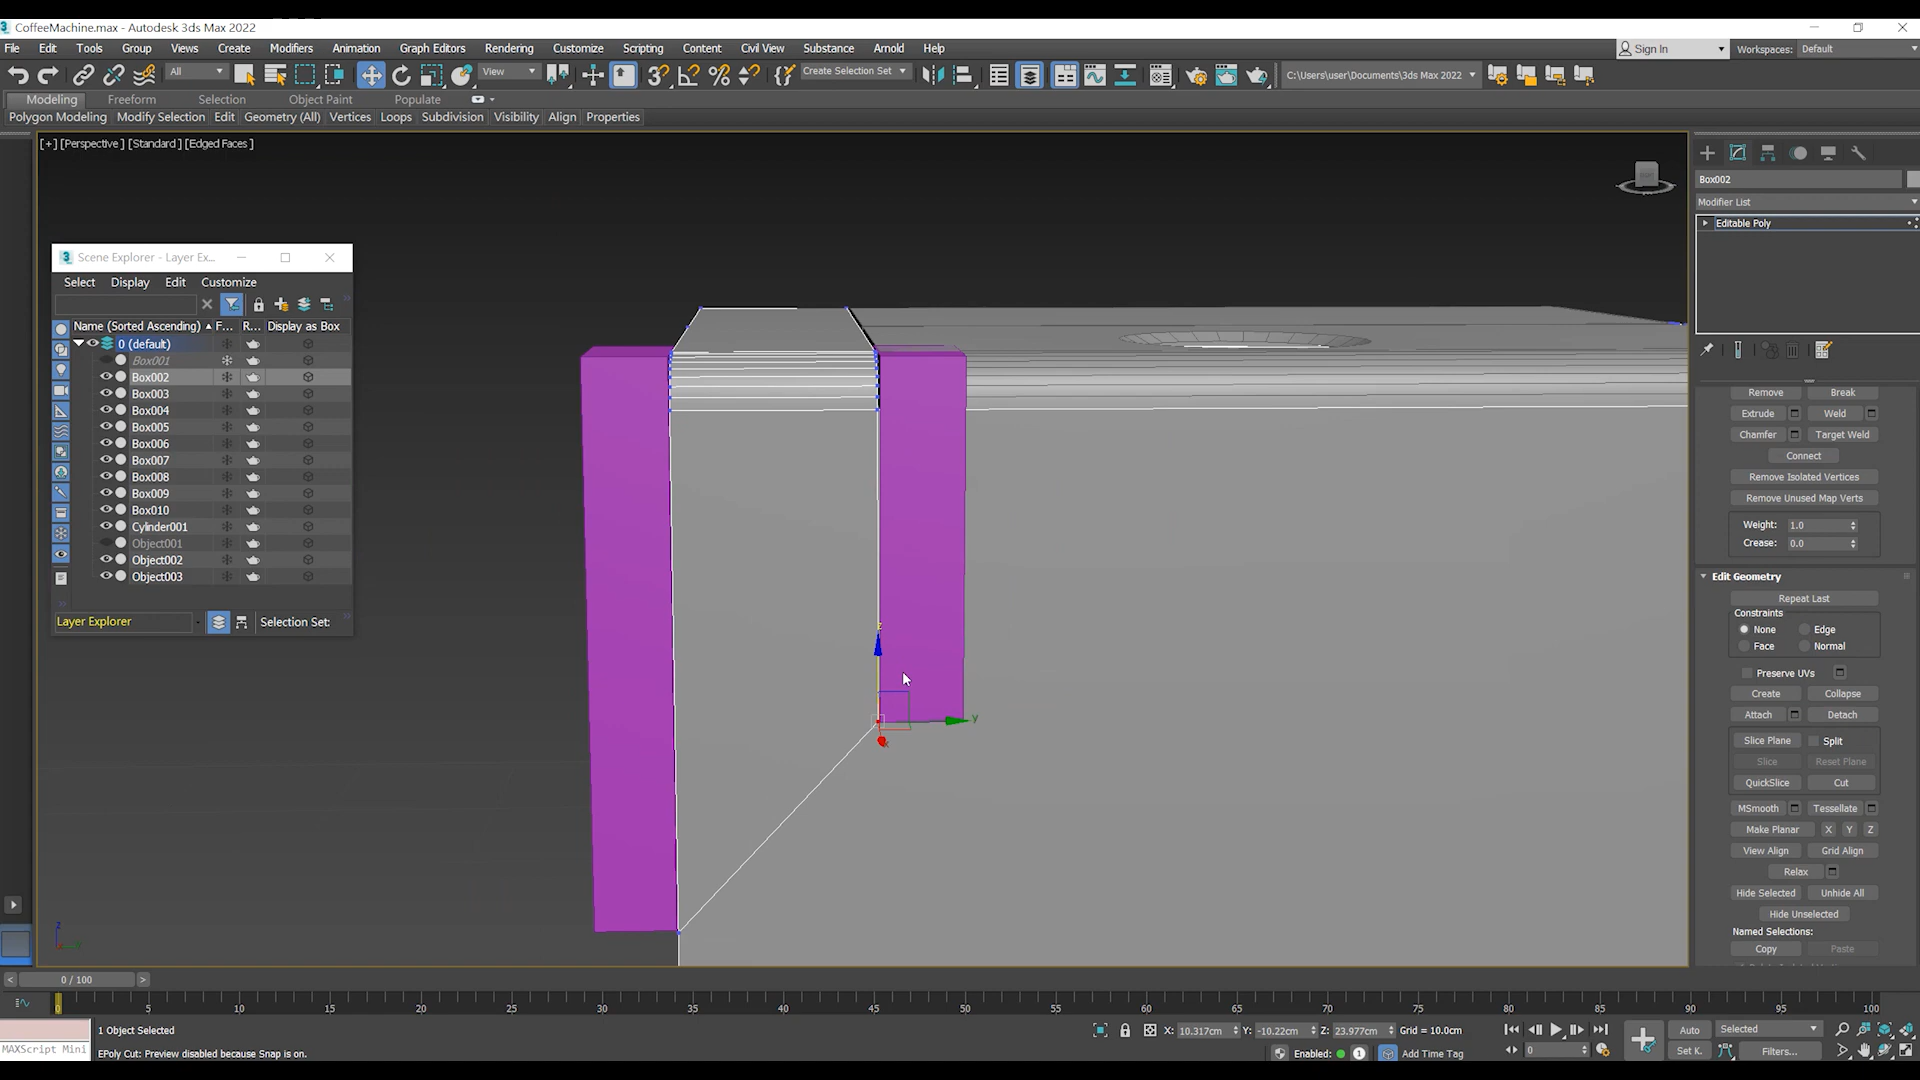 CoffeeMachine.max - Autodesk 3ds Max 2022
File Edit Tools Group Views Create Modifiers Animation Graph Editors Rendering Customize Scripting Content Civil View Substance Arnold Help
Sign In Workspaces: Default
All View Create Selection Set C:\Users\user\Documents\3ds Max 2022
Modeling Freeform Selection Object Paint Populate
Polygon Modeling Modify Selection Edit Geometry (All) Vertices Loops Subdivision Visibility Align Properties
[+] [Perspective ] [Standard ] [Edged Faces ]
Scene Explorer - Layer Ex...
Select Display Edit Customize
Name (Sorted Ascending) F... R... Display as Box
0 (default)
Box001
Box002
Box003
Box004
Box005
Box006
Box007
Box008
Box009
Box010
Cylinder001
Object001
Object002
Object003
Layer Explorer Selection Set:
z
y
x
z
Box002
Modifier List
Editable Poly
Remove Break
Extrude Weld
Chamfer Target Weld
Connect
Remove Isolated Vertices
Remove Unused Map Verts
Weight: 1.0
Crease: 0.0
Edit Geometry
Repeat Last
Constraints
None Edge
Face Normal
Preserve UVs
Create Collapse
Attach Detach
Slice Plane Split
Slice Reset Plane
QuickSlice Cut
MSmooth Tessellate
Make Planar X Y Z
View Align Grid Align
Relax
Hide Selected Unhide All
Hide Unselected
Named Selections:
Copy Paste
< 0 / 100 >
0 5 10 15 20 25 30 35 40 45 50 55 60 65 70 75 80 85 90 95 100
1 Object Selected
X: 10.317cm Y: -10.22cm Z: 23.977cm Grid = 10.0cm
Auto Selected
MAXScript Mini
EPoly Cut: Preview disabled because Snap is on.
Enabled: 1 Add Time Tag
0
Set K. Filters...